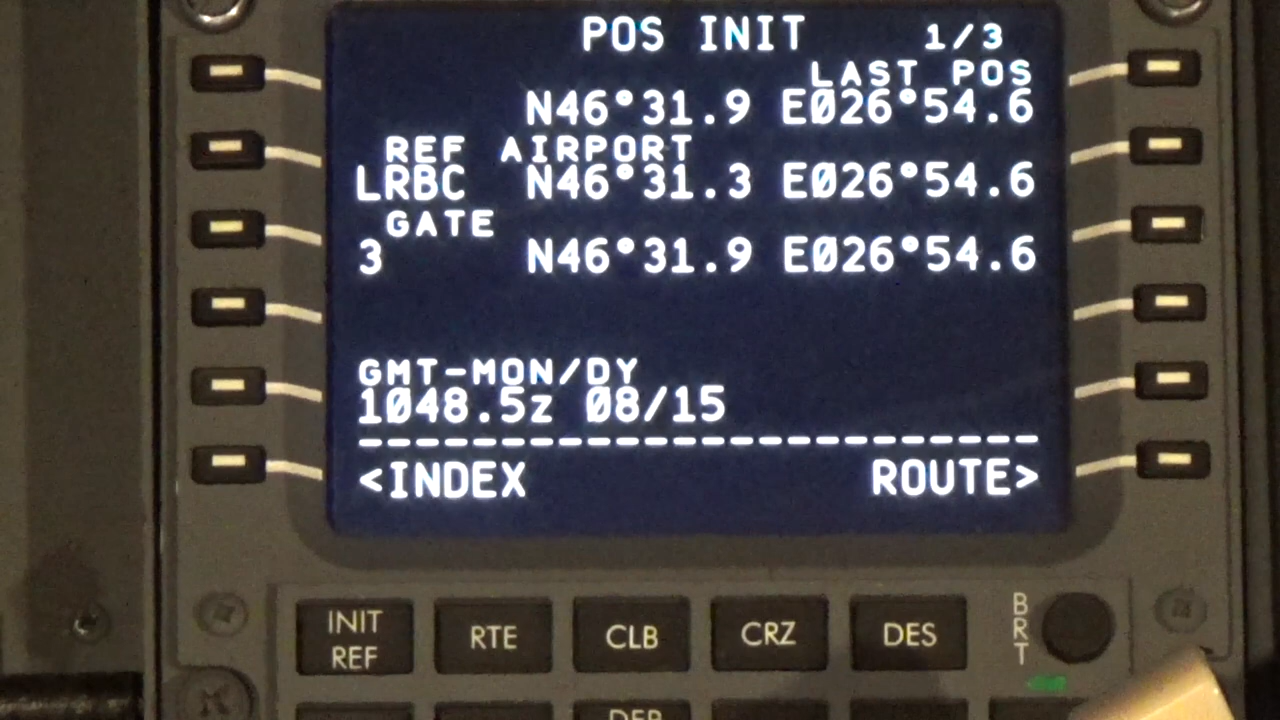 POS INIT 1/3
LAST POS
N46°31.9 E026°54.6
REF AIRPORT
LRBC N46°31.3 E026°54.6
GATE
3 N46°31.9 E026°54.6
GMT-MON/DY
1048.5z 08/15
--------------------------
<INDEX ROUTE>
INIT REF RTE CLB CRZ DES BRT